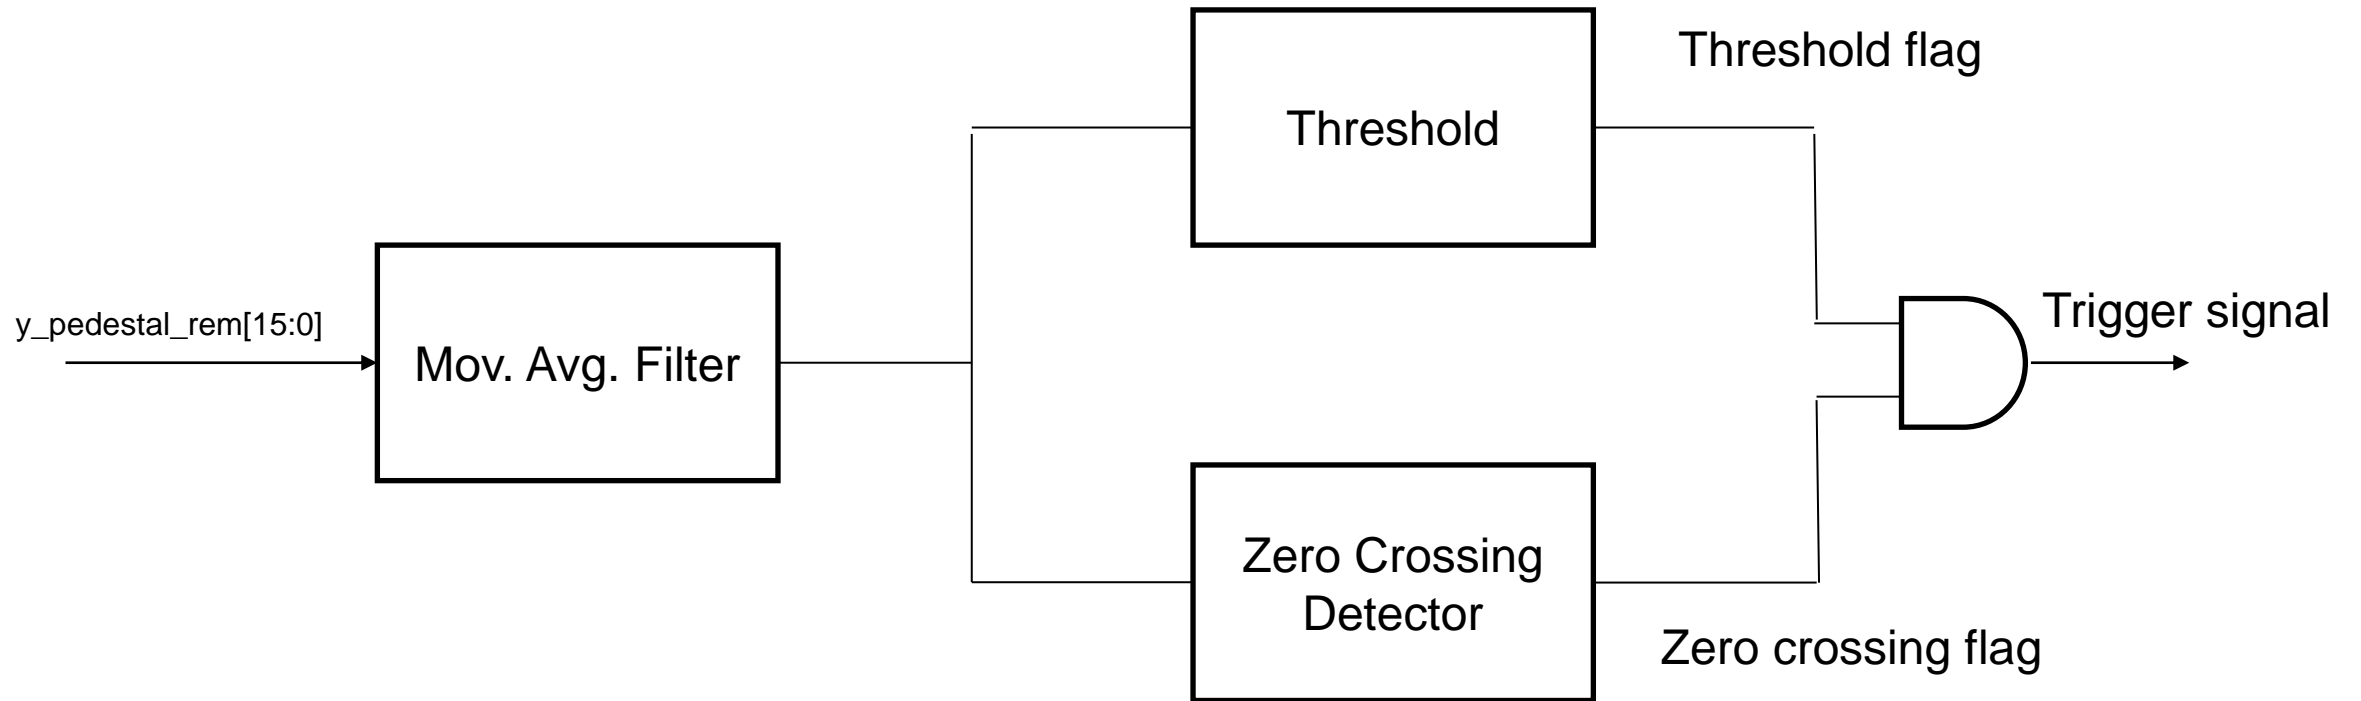 Threshold flag
Threshold
y_pedestal_rem[15:0]
Mov. Avg. Filter
Trigger signal
Zero Crossing
Detector
Zero crossing flag